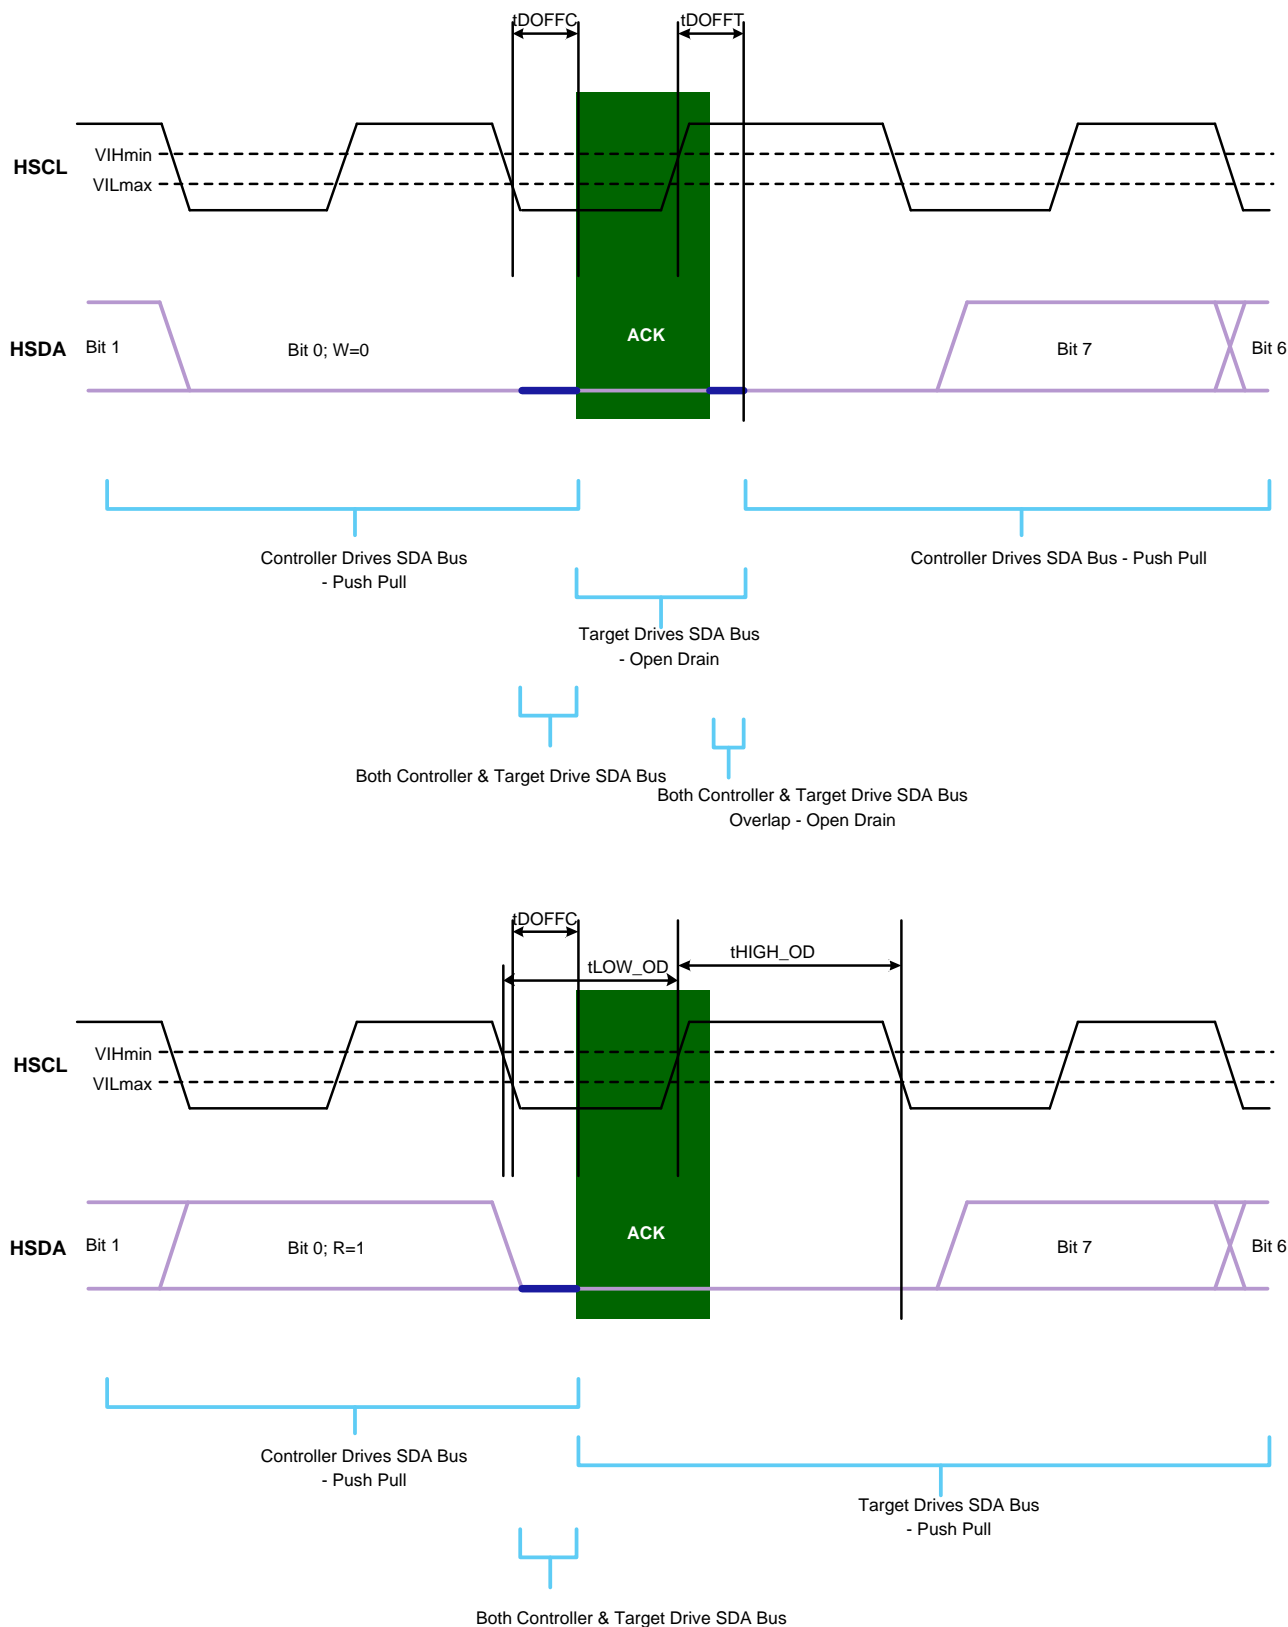 tDOFFC
tDOFFT
HSCL
VIHmin
VILmax
HSDA
Bit 1
Bit 0; W=0
ACK
Bit 7
Bit 6
Controller Drives SDA Bus
- Push Pull
Controller Drives SDA Bus - Push Pull
Target Drives SDA Bus
- Open Drain
Both Controller & Target Drive SDA Bus
Both Controller & Target Drive SDA Bus
Overlap - Open Drain
tDOFFC
tLOW_OD
tHIGH_OD
HSCL
VIHmin
VILmax
HSDA
Bit 1
Bit 0; R=1
ACK
Bit 7
Bit 6
Controller Drives SDA Bus
- Push Pull
Target Drives SDA Bus
- Push Pull
Both Controller & Target Drive SDA Bus